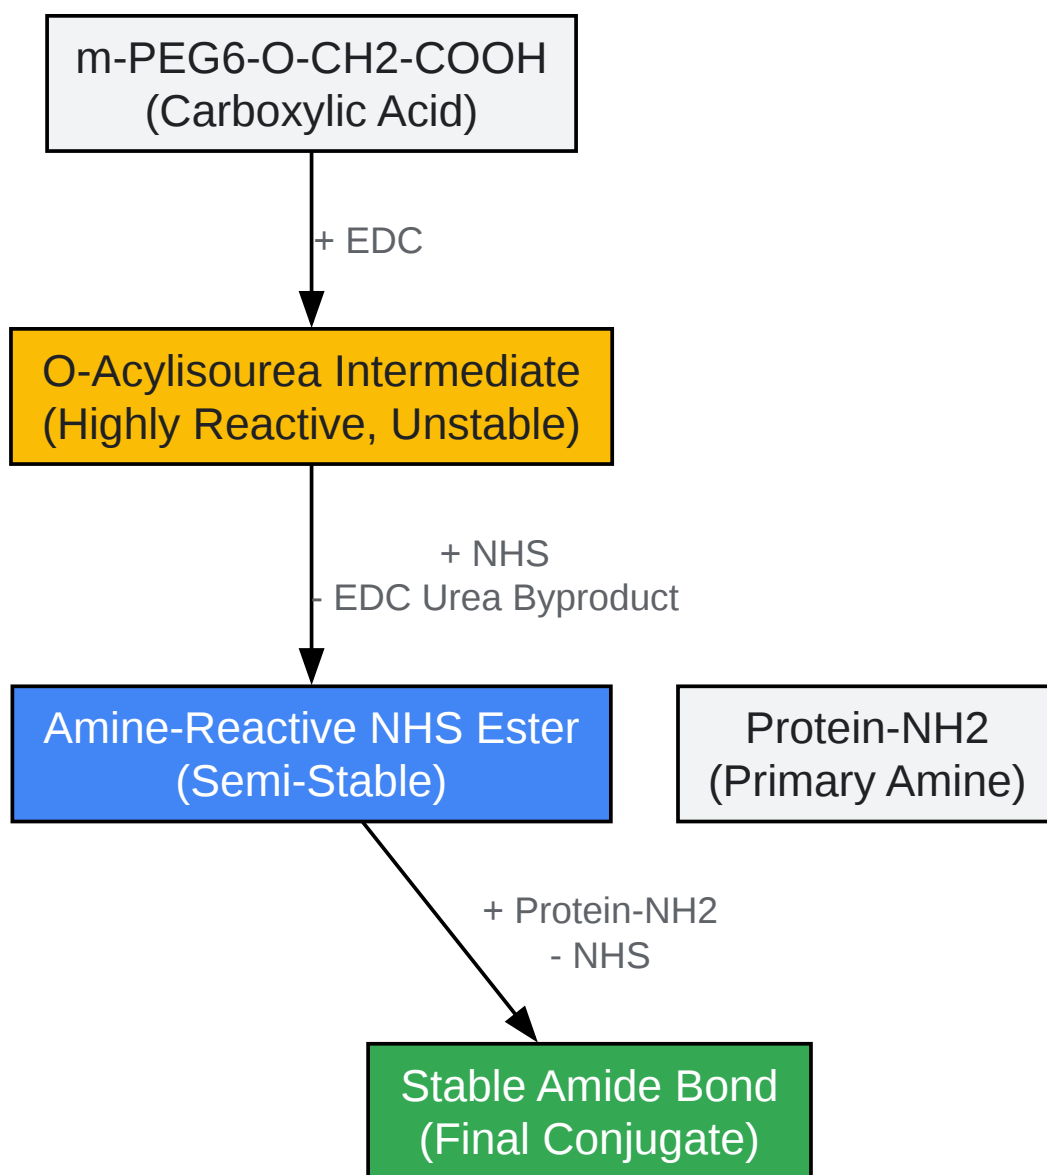 m-PEG6-O-CH2-COOH
(Carboxylic Acid)
+ EDC
O-Acylisourea Intermediate
(Highly Reactive, Unstable)
+ NHS
- EDC Urea Byproduct
Amine-Reactive NHS Ester
(Semi-Stable)
Protein-NH2
(Primary Amine)
+ Protein-NH2
- NHS
Stable Amide Bond
(Final Conjugate)